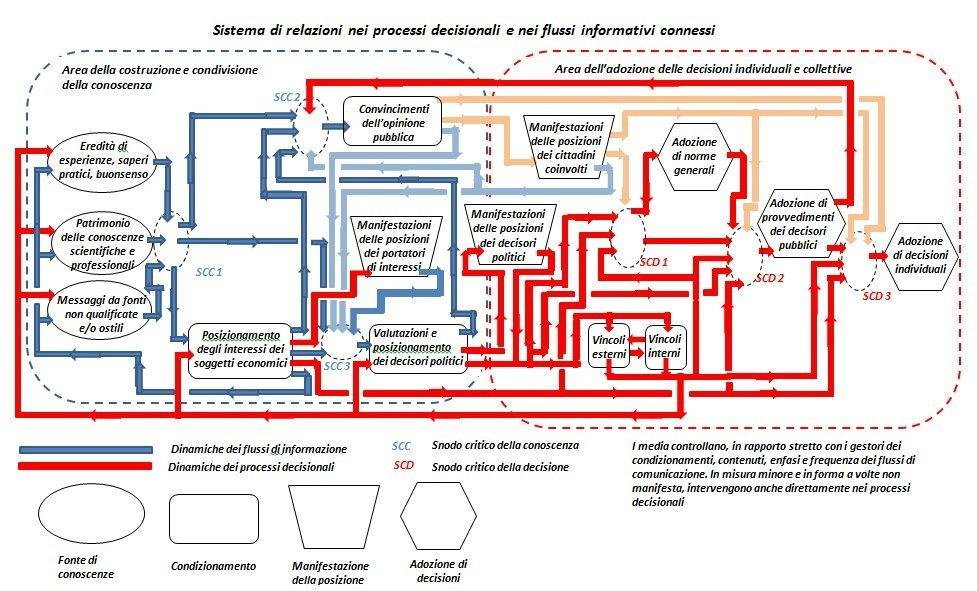 Sistema di relazioni nei processi decisionali e nei flussi informativi connessi
Area della costruzione e condivisione
della conoscenza
Area dell'adozione delle decisioni individuali e collettive
SCC 2
Convincimenti
dell'opinione
pubblica
Manifestazioni
delle posizioni
dei cittadini
coinvolti
Adozione
di norme
generali
Eredità di
esperienze, saperi
pratici, buonsenso
Patrimonio
delle conoscenze
scientifiche e
professionali
Messaggi da fonti
non qualificate
e/o ostili
SCC 1
Manifestazioni
delle posizioni
dei portatori
di interessi
Manifestazioni
delle posizioni
dei decisori
politici
SCD 1
Adozione di
provvedimenti
dei decisori
pubblici
SCD 2
Adozione
di decisioni
individuali
SCD 3
Posizionamento
degli interessi dei
soggetti economici
SCC 3
Valutazioni e
posizionamento
dei decisori politici
Vincoli
esterni
Vincoli
interni
Dinamiche dei flussi di informazione
Dinamiche dei processi decisionali
SCC
Snodo critico della conoscenza
SCD
Snodo critico della decisione
I media controllano, in rapporto stretto con i gestori dei
condizionamenti, contenuti, enfasi e frequenza dei flussi di
comunicazione. In misura minore e in forma a volte non
manifesta, intervengono anche direttamente nei processi
decisionali
Fonte di
conoscenze
Condizionamento
Manifestazione
della posizione
Adozione di
decisioni